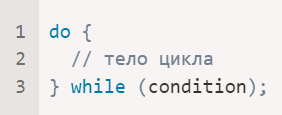 1 do {
2   // тело цикла
3 } while (condition);